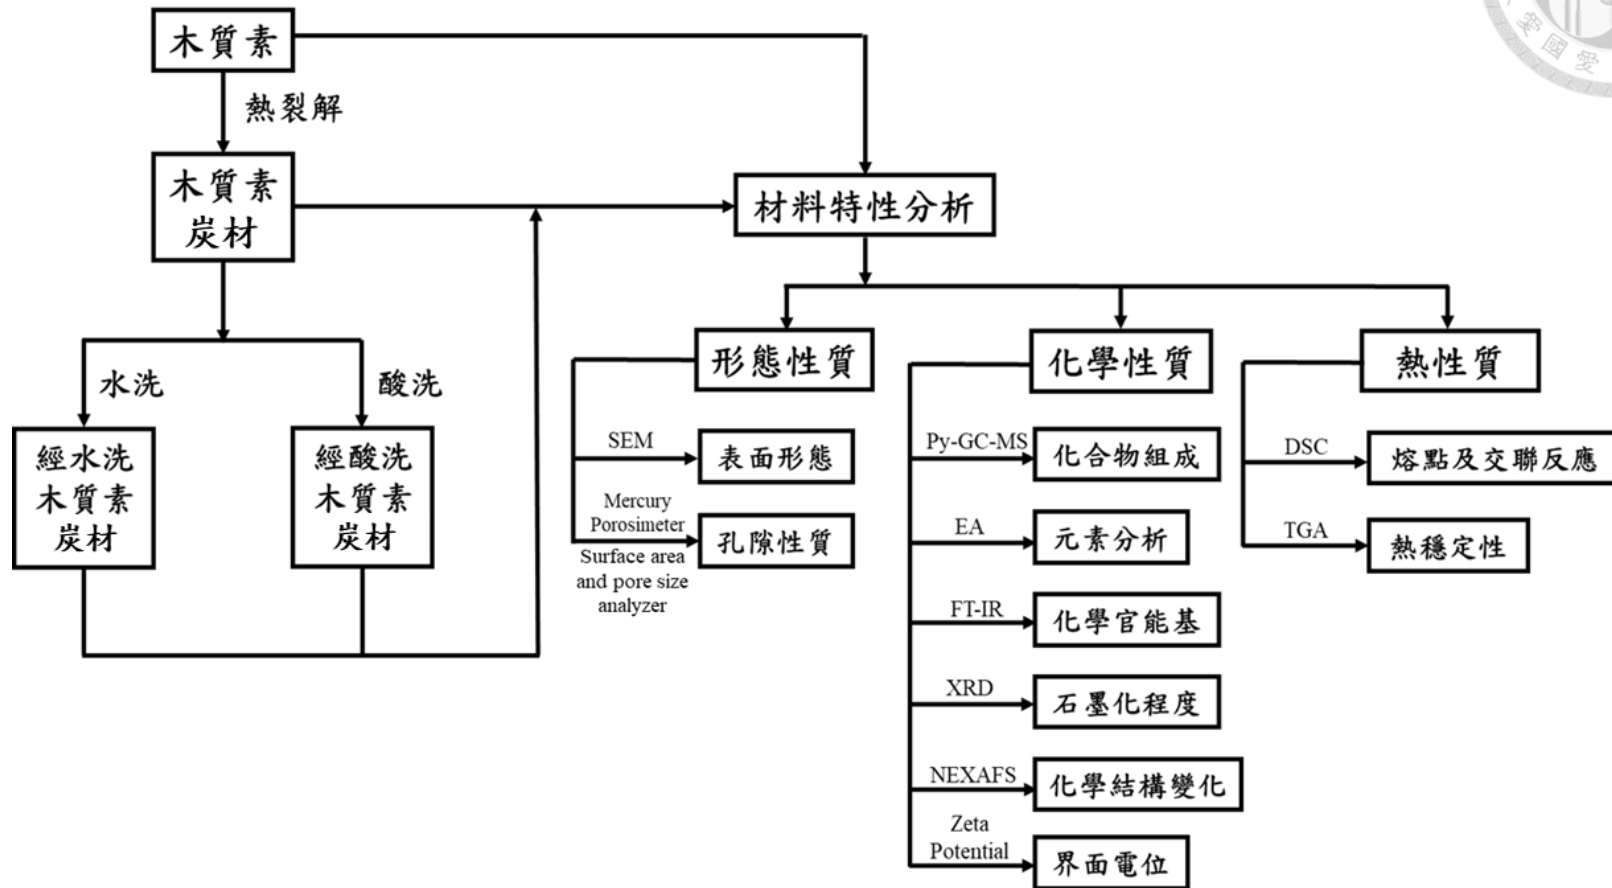 木質素
熱裂解
木質素
炭材
水洗
酸洗
經水洗
木質素
炭材
經酸洗
木質素
炭材
材料特性分析
形態性質
SEM
表面形態
Mercury
Porosimeter
Surface area
and pore size
analyzer
孔隙性質
化學性質
Py-GC-MS
化合物組成
EA
元素分析
FT-IR
化學官能基
XRD
石墨化程度
NEXAFS
化學結構變化
Zeta
Potential
界面電位
熱性質
DSC
熔點及交聯反應
TGA
熱穩定性
愛國愛